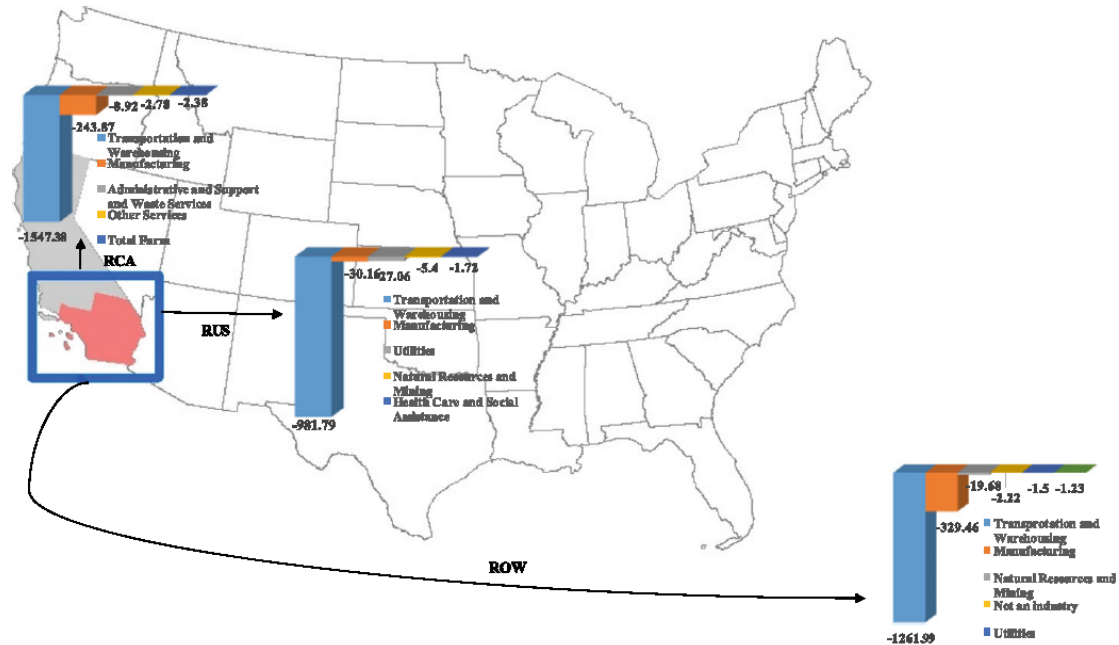 -8.92 -2.78 -2.38
-243.87
Transportation and
Warehousing
Manufacturing
Administrative and Support
and Waste Services
Other Services
Total Farm
-1547.38
RCA
-30.16 -27.06 -5.4 -1.72
Transportation and
Warehousing
Manufacturing
Utilities
Natural Resources and
Mining
Health Care and Social
Assistance
RUS
-981.79
-19.68 -2.22 -1.5 -1.23
-329.46
Transprotation and
Warehousing
Manufacturing
Natural Resources and
Mining
Not an industry
Utilities
ROW
-1261.99